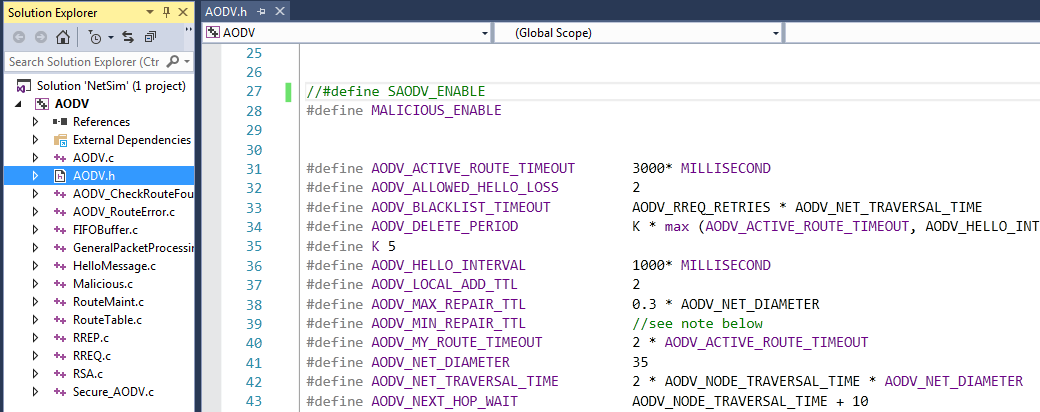 Solution Explorer
Search Solution Explorer (Ctr
Solution 'NetSim' (1 project)
AODV
References
External Dependencies
AODV.c
AODV.h
AODV_CheckRouteFou
AODV_RouteError.c
FIFOBuffer.c
GeneralPacketProcessin
HelloMessage.c
Malicious.c
RouteMaint.c
RouteTable.c
RREP.c
RREQ.c
RSA.c
Secure_AODV.c
AODV.h
AODV (Global Scope)
25
26
27 //#define SAODV_ENABLE
28 #define MALICIOUS_ENABLE
29
30
31 #define AODV_ACTIVE_ROUTE_TIMEOUT 3000* MILLISECOND
32 #define AODV_ALLOWED_HELLO_LOSS 2
33 #define AODV_BLACKLIST_TIMEOUT AODV_RREQ_RETRIES * AODV_NET_TRAVERSAL_TIME
34 #define AODV_DELETE_PERIOD K * max (AODV_ACTIVE_ROUTE_TIMEOUT, AODV_HELLO_INT
35 #define K 5
36 #define AODV_HELLO_INTERVAL 1000* MILLISECOND
37 #define AODV_LOCAL_ADD_TTL 2
38 #define AODV_MAX_REPAIR_TTL 0.3 * AODV_NET_DIAMETER
39 #define AODV_MIN_REPAIR_TTL //see note below
40 #define AODV_MY_ROUTE_TIMEOUT 2 * AODV_ACTIVE_ROUTE_TIMEOUT
41 #define AODV_NET_DIAMETER 35
42 #define AODV_NET_TRAVERSAL_TIME 2 * AODV_NODE_TRAVERSAL_TIME * AODV_NET_DIAMETER
43 #define AODV_NEXT_HOP_WAIT AODV_NODE_TRAVERSAL_TIME + 10